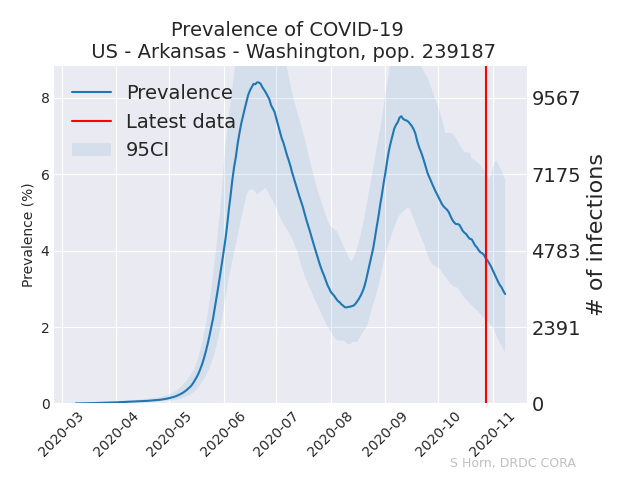 Prevalence of COVID-19
US - Arkansas - Washington, pop. 239187
Prevalence
Latest data
95CI
Prevalence (%)
8
6
4
2
0
9567
7175
4783
2391
0
# of infections
2020-03
2020-04
2020-05
2020-06
2020-07
2020-08
2020-09
2020-10
2020-11
S Horn, DRDC CORA